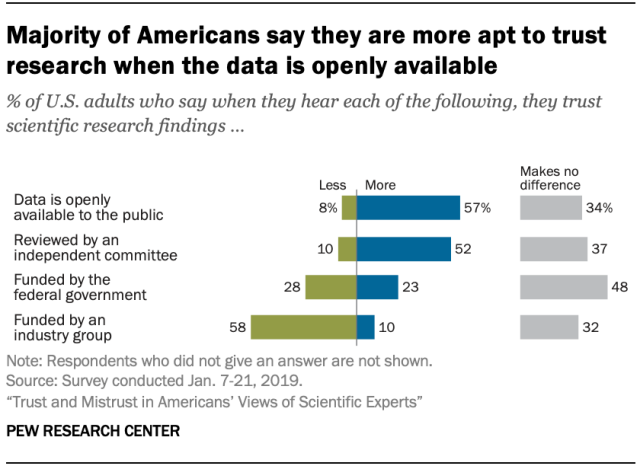 Majority of Americans say they are more apt to trust
research when the data is openly available
% of U.S. adults who say when they hear each of the following, they trust
scientific research findings ...
Less More Makes no
difference
Data is openly
available to the public 8% 57% 34%
Reviewed by an
independent committee 10 52 37
Funded by the
federal government 28 23 48
Funded by an
industry group 58 10 32
Note: Respondents who did not give an answer are not shown.
Source: Survey conducted Jan. 7-21, 2019.
“Trust and Mistrust in Americans’ Views of Scientific Experts”
PEW RESEARCH CENTER